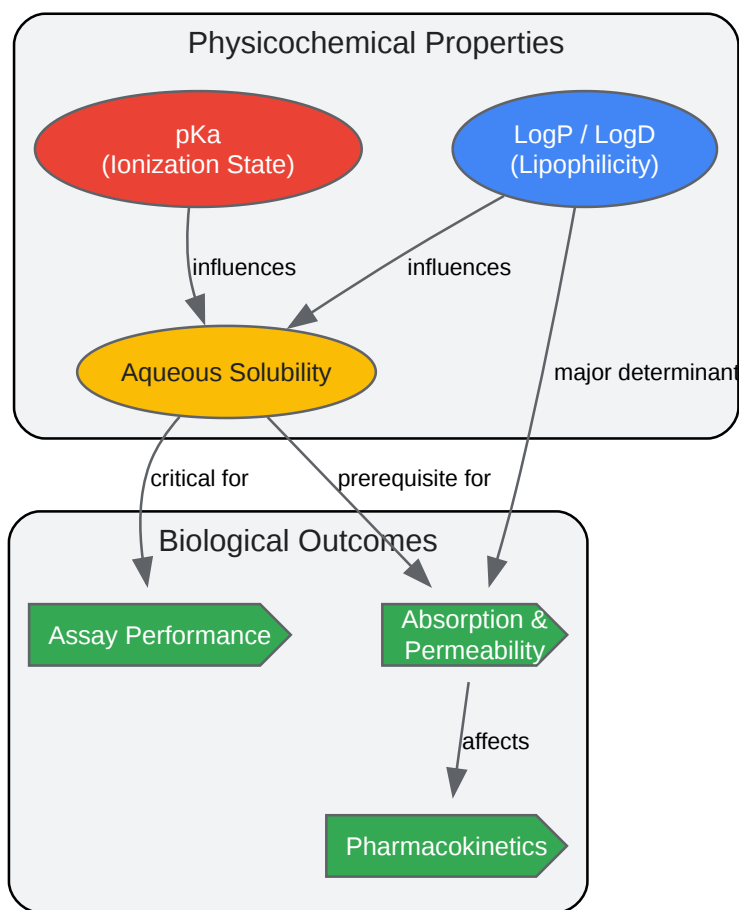 Physicochemical Properties
pKa
(Ionization State)
LogP / LogD
(Lipophilicity)
influences
influences
Aqueous Solubility
major determinant
critical for
prerequisite for
Biological Outcomes
Assay Performance
Absorption &
Permeability
affects
Pharmacokinetics